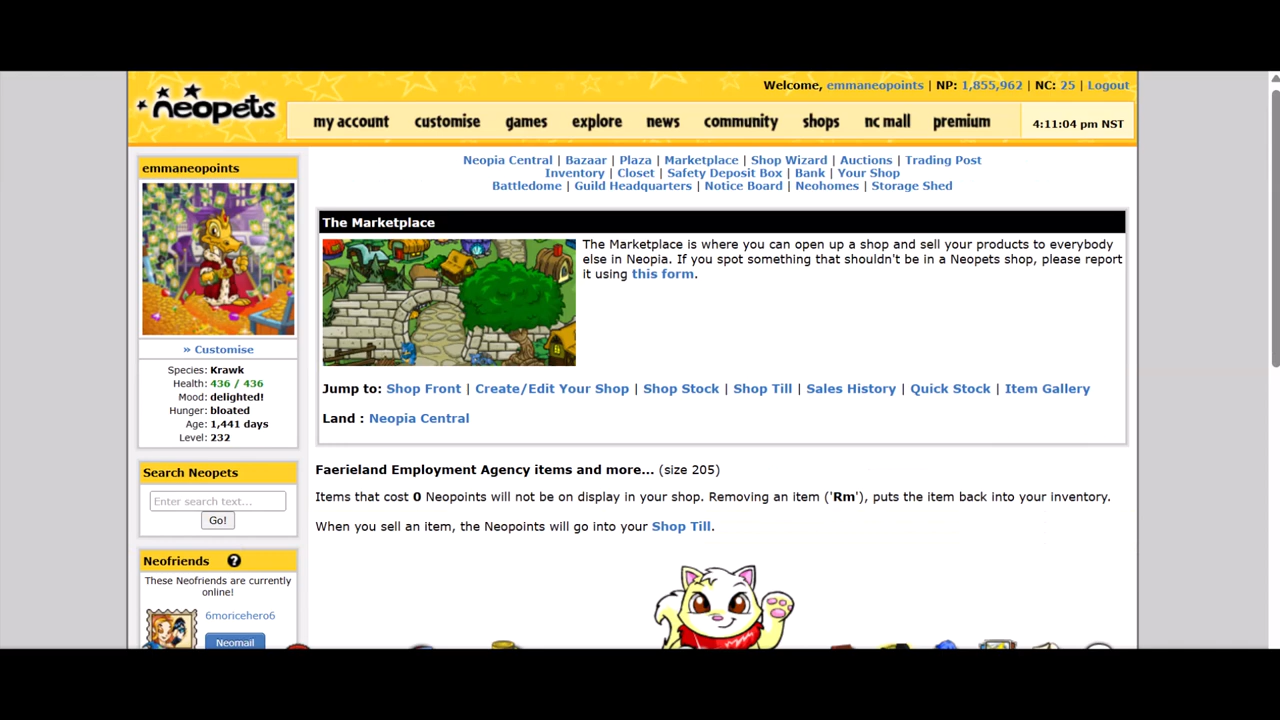 Welcome, emmaneopoints | NP: 1,855,962 | NC: 25 | Logout
neopets
my account customise games explore news community shops nc mall premium 4:11:04 pm NST
emmaneopoints
» Customise
Species: Krawk
Health: 436 / 436
Mood: delighted!
Hunger: bloated
Age: 1,441 days
Level: 232
Search Neopets
Enter search text...
Go!
Neofriends ?
These Neofriends are currently
online!
6moricehero6
Neomail
Neopia Central | Bazaar | Plaza | Marketplace | Shop Wizard | Auctions | Trading Post
Inventory | Closet | Safety Deposit Box | Bank | Your Shop
Battledome | Guild Headquarters | Notice Board | Neohomes | Storage Shed
The Marketplace
The Marketplace is where you can open up a shop and sell your products to everybody
else in Neopia. If you spot something that shouldn't be in a Neopets shop, please report
it using this form.
Jump to: Shop Front | Create/Edit Your Shop | Shop Stock | Shop Till | Sales History | Quick Stock | Item Gallery
Land : Neopia Central
Faerieland Employment Agency items and more... (size 205)
Items that cost 0 Neopoints will not be on display in your shop. Removing an item ('Rm'), puts the item back into your inventory.
When you sell an item, the Neopoints will go into your Shop Till.